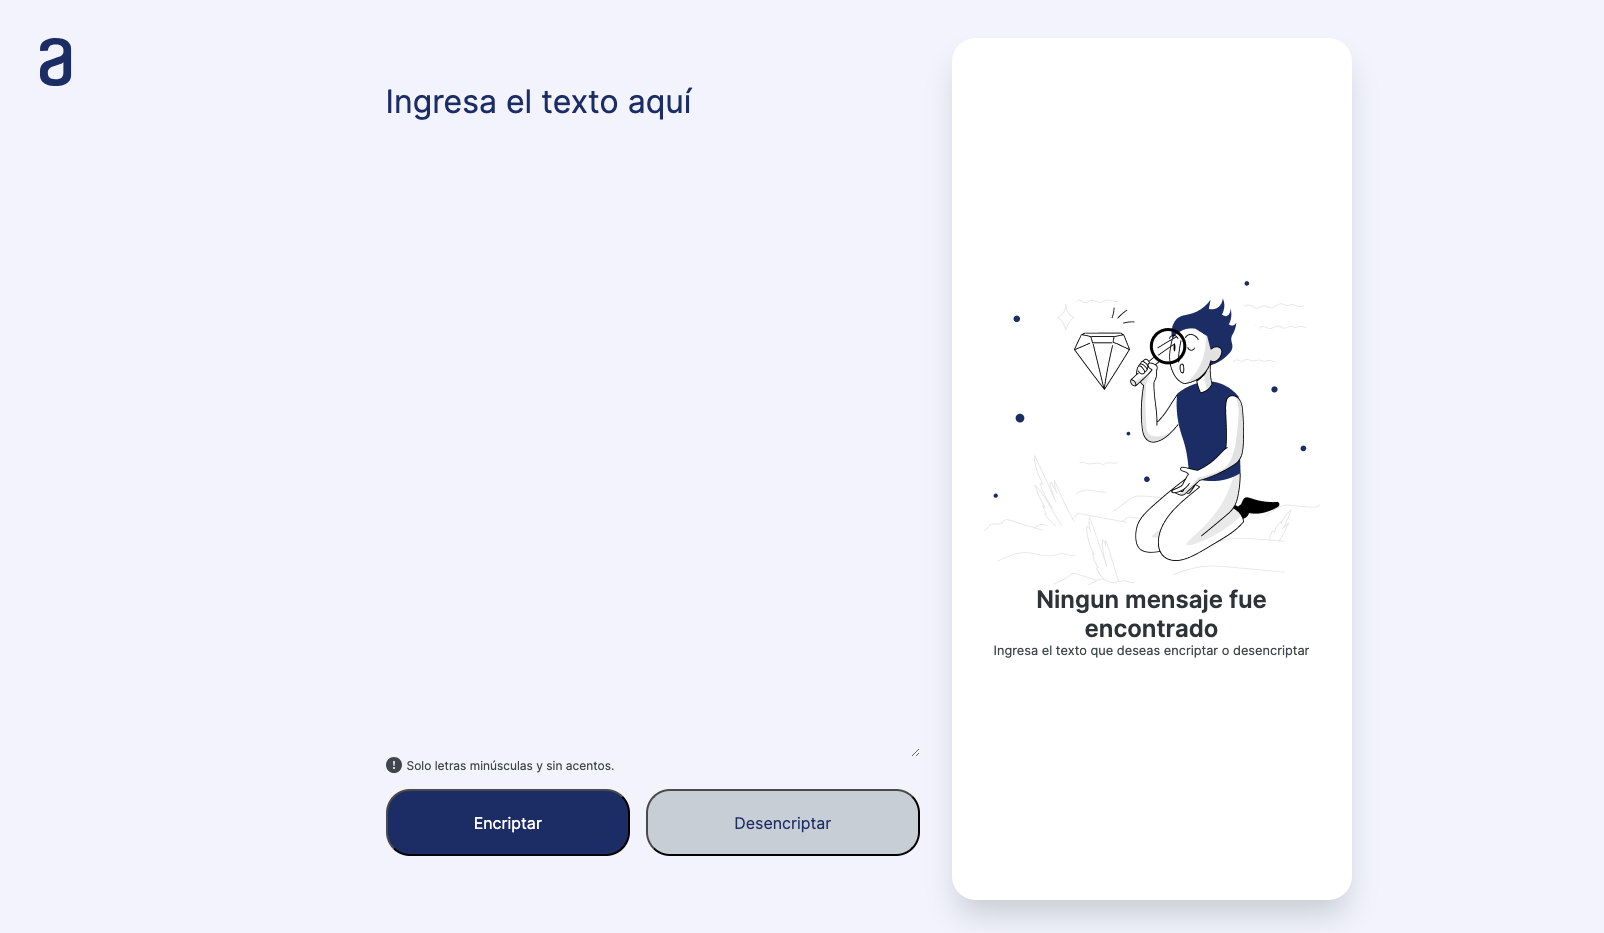 a
Ingresa el texto aquí
Solo letras minúsculas y sin acentos.
Encriptar
Desencriptar
Ningun mensaje fue
encontrado
Ingresa el texto que deseas encriptar o desencriptar